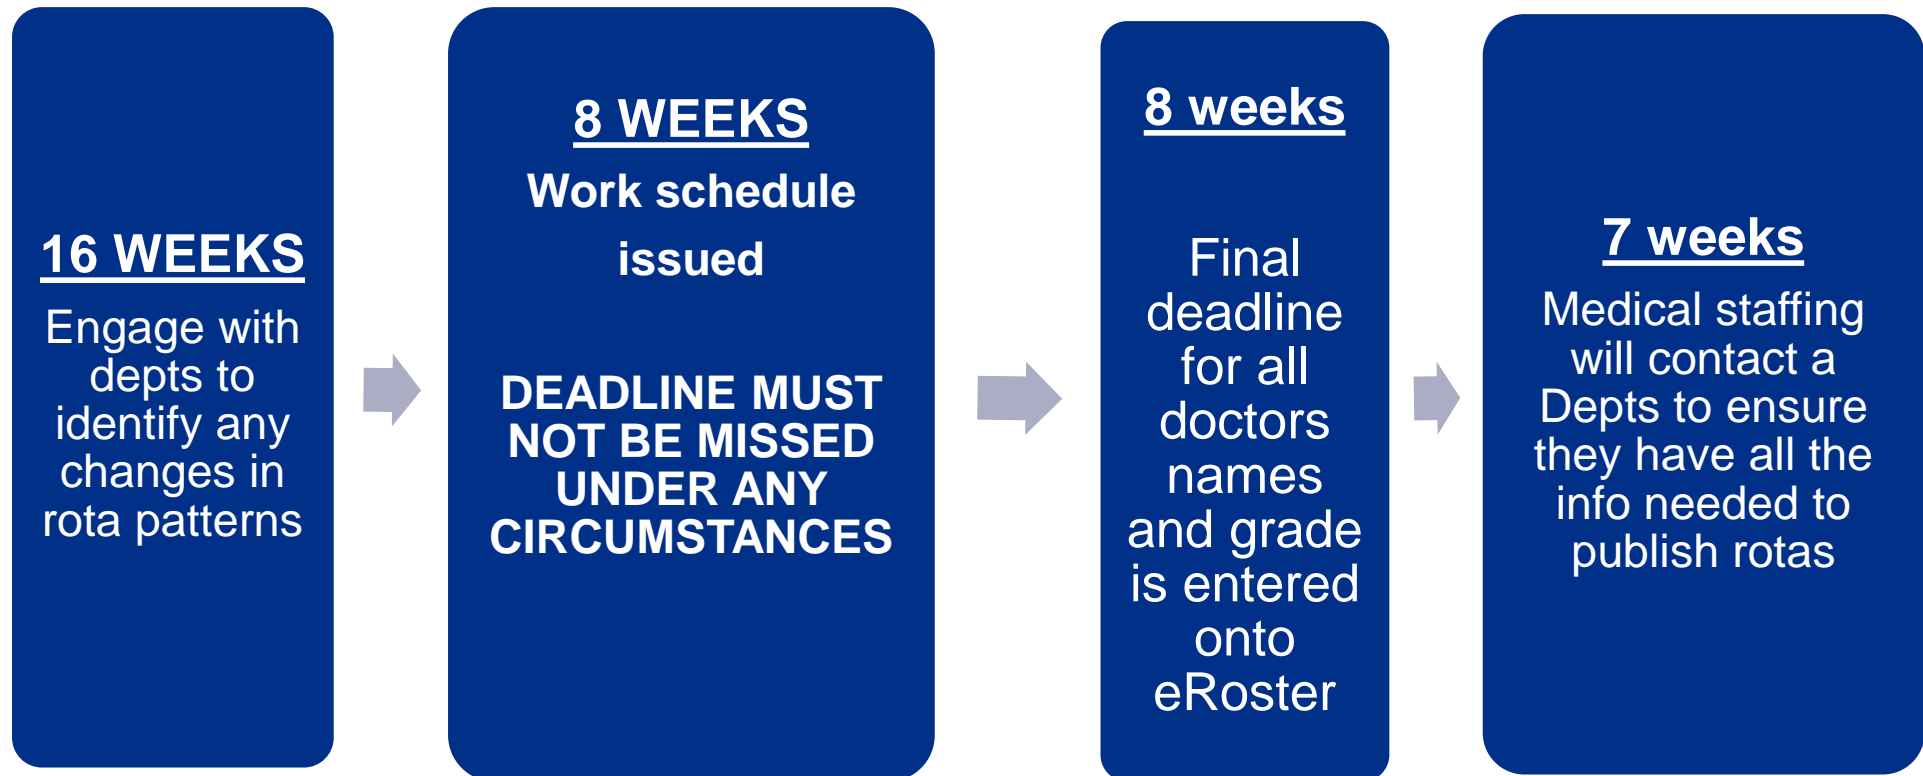 16 WEEKS
Engage with
depts to
identify any
changes in
rota patterns
8 WEEKS
Work schedule
issued
DEADLINE MUST
NOT BE MISSED
UNDER ANY
CIRCUMSTANCES
8 weeks
Final
deadline
for all
doctors
names
and grade
is entered
onto
eRoster
7 weeks
Medical staffing
will contact a
Depts to ensure
they have all the
info needed to
publish rotas